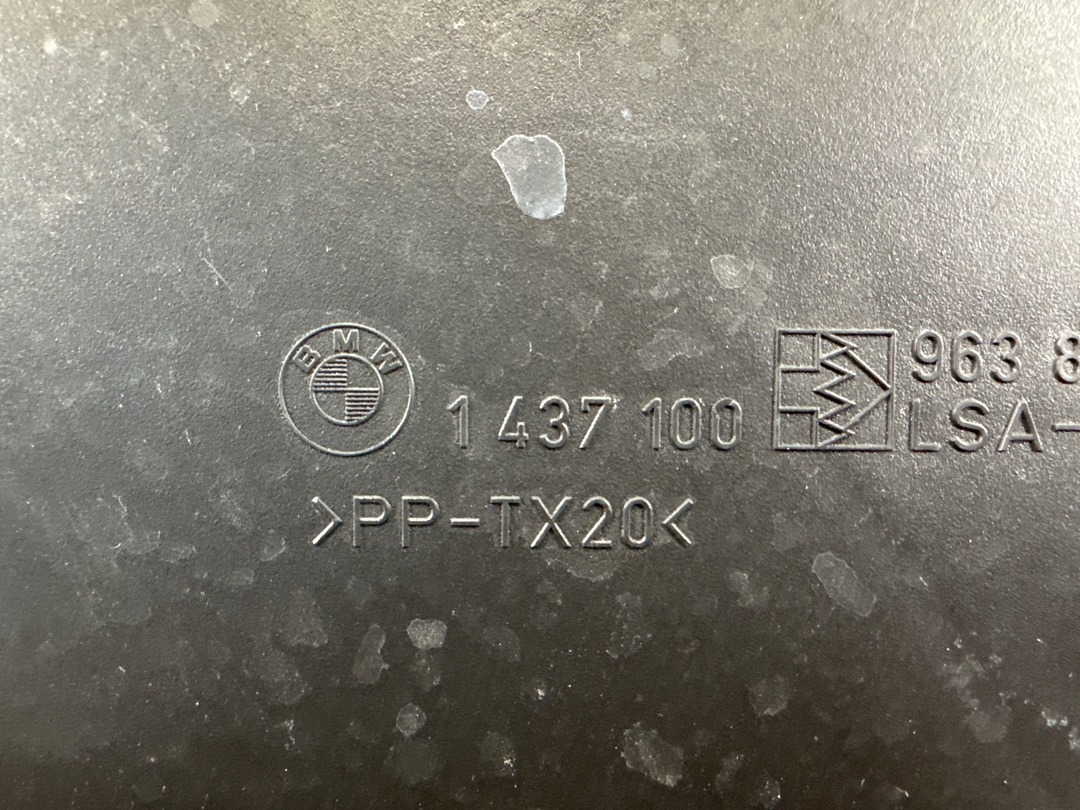 BMW
1 437 100
963 8
LSA-
>PP-TX20<